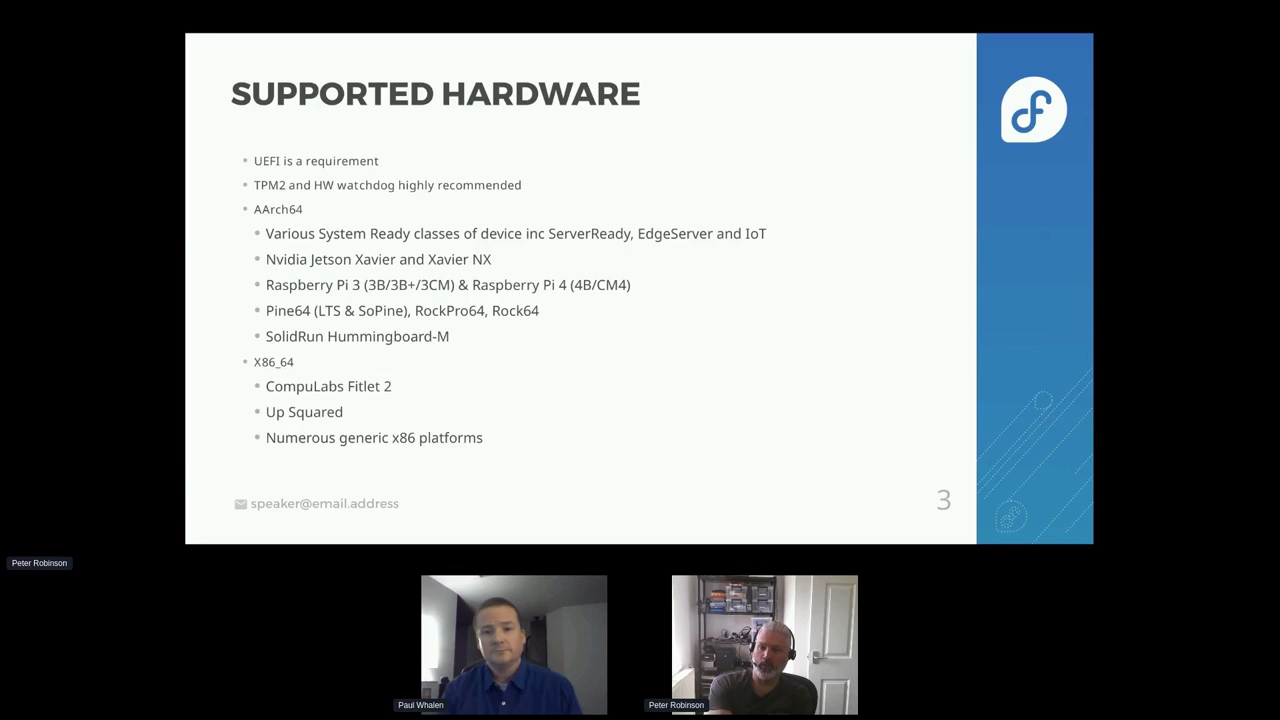 SUPPORTED HARDWARE
UEFI is a requirement
TPM2 and HW watchdog highly recommended
AArch64
Various System Ready classes of device inc ServerReady, EdgeServer and IoT
Nvidia Jetson Xavier and Xavier NX
Raspberry Pi 3 (3B/3B+/3CM) & Raspberry Pi 4 (4B/CM4)
Pine64 (LTS & SoPine), RockPro64, Rock64
SolidRun Hummingboard-M
X86_64
CompuLabs Fitlet 2
Up Squared
Numerous generic x86 platforms
speaker@email.address
3
Peter Robinson
Paul Whalen
Peter Robinson